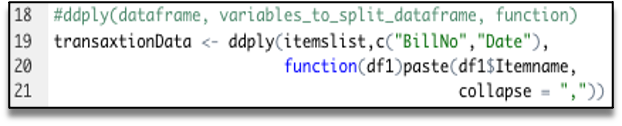 18 #ddply(dataframe, variables_to_split_dataframe, function)
19 transaxtionData <- ddply(itemslist,c("BillNo","Date"),
20 function(df1)paste(df1$Itemname,
21 collapse = ","))